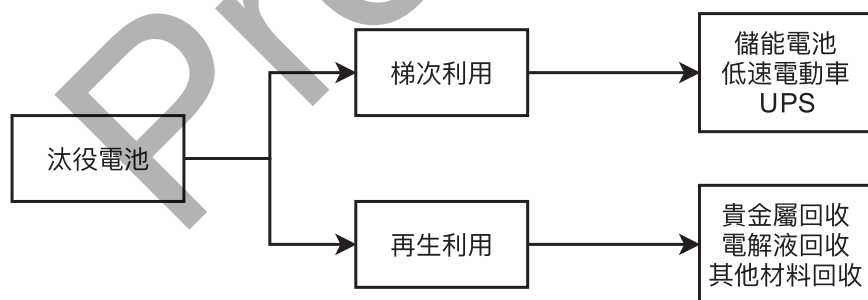 汰役電池
梯次利用
儲能電池
低速電動車
UPS
再生利用
貴金屬回收
電解液回收
其他材料回收